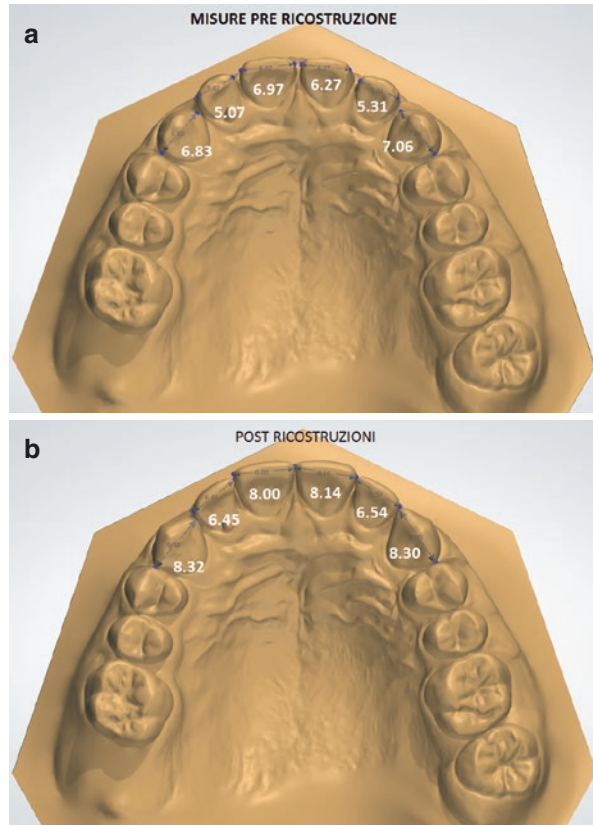 a
MISURE PRE RICOSTRUZIONE
6.97 6.27
5.07 5.31
6.83 7.06
b
POST RICOSTRUZIONI
8.00 8.14
6.45 6.54
8.32 8.30